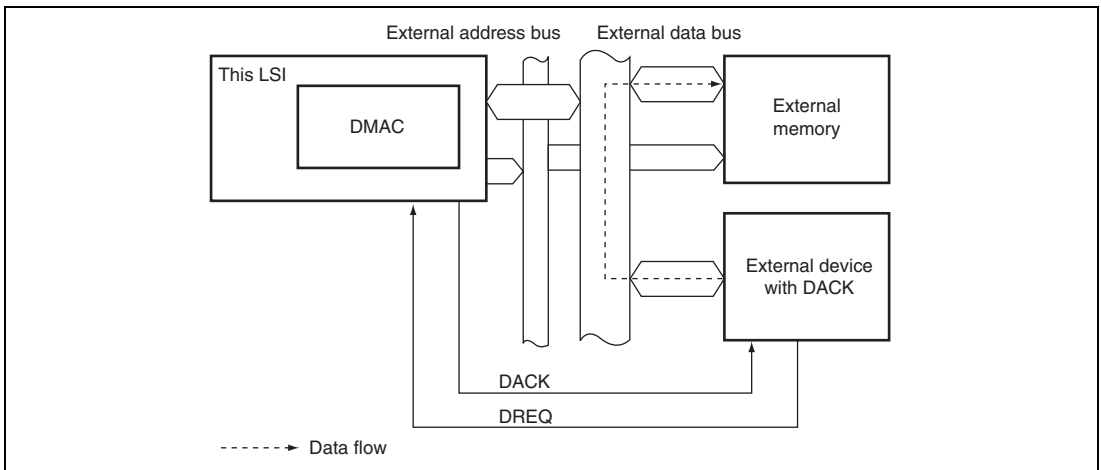 External address bus
External data bus
This LSI
DMAC
External
memory
External device
with DACK
DACK
DREQ
Data flow